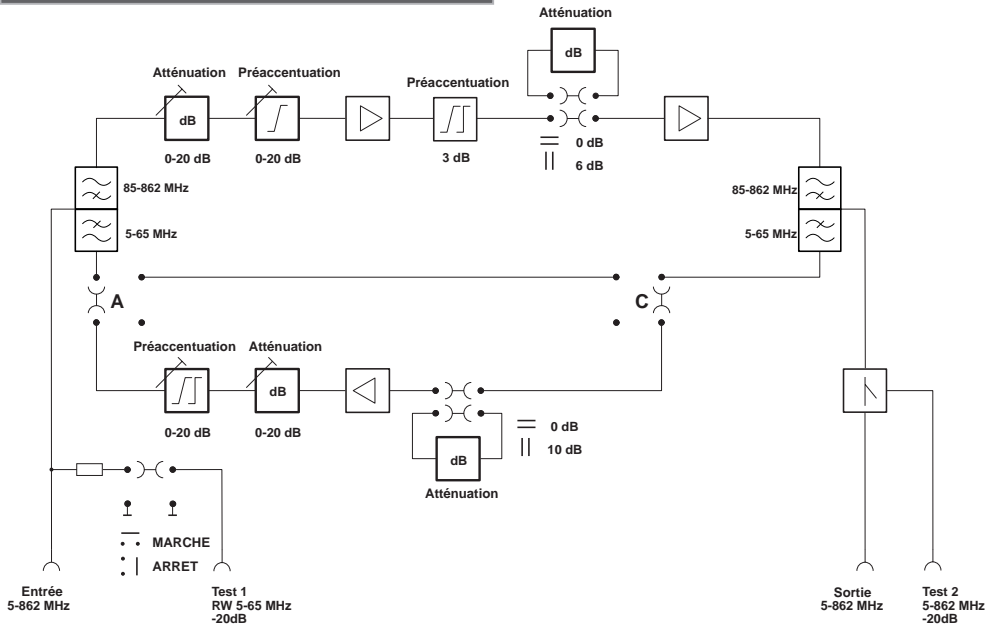 Atténuation
dB
Atténuation
Préaccentuation
dB
0-20 dB
0-20 dB
Préaccentuation
3 dB
0 dB
6 dB
85-862 MHz
5-65 MHz
85-862 MHz
5-65 MHz
A
C
Préaccentuation
Atténuation
dB
0-20 dB
0-20 dB
0 dB
10 dB
dB
Atténuation
MARCHE
ARRET
Entrée
5-862 MHz
Test 1
RW 5-65 MHz
-20dB
Sortie
5-862 MHz
Test 2
5-862 MHz
-20dB